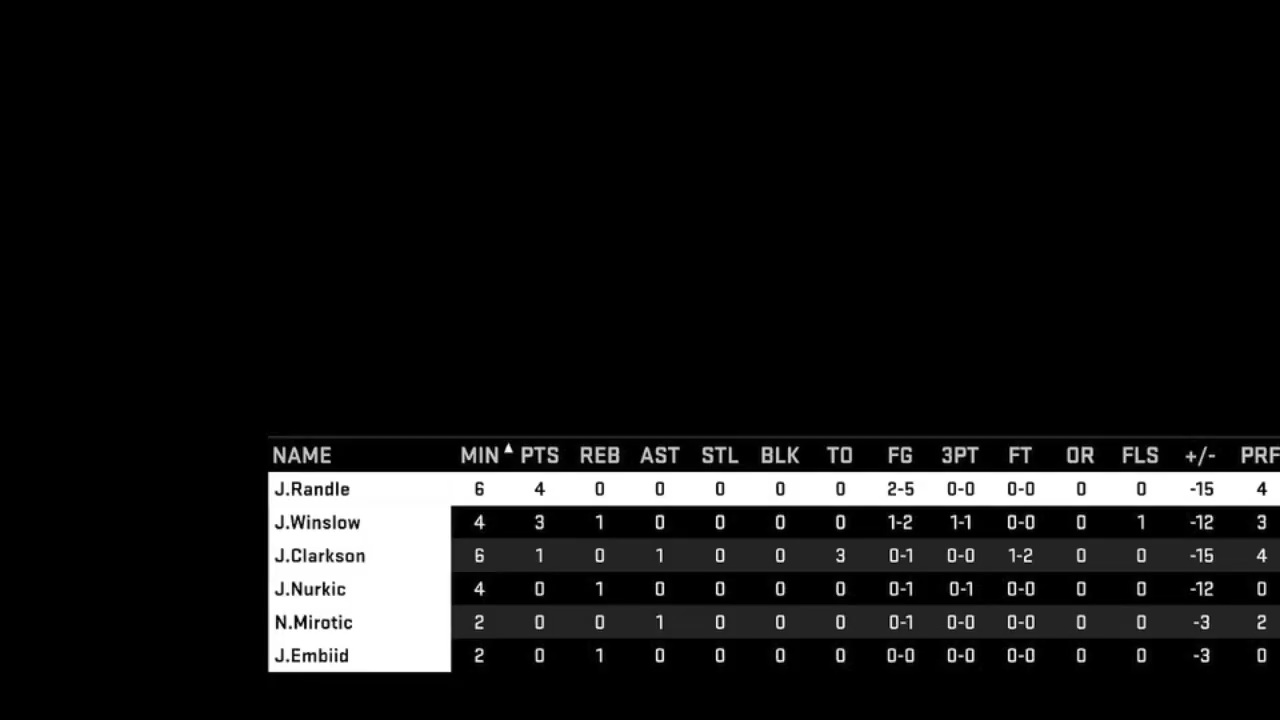 NAME MIN▲ PTS REB AST STL BLK TO FG 3PT FT OR FLS +/- PRF
J.Randle 6 4 0 0 0 0 0 2-5 0-0 0-0 0 0 -15 4
J.Winslow 4 3 1 0 0 0 0 1-2 1-1 0-0 0 1 -12 3
J.Clarkson 6 1 0 1 0 0 3 0-1 0-0 1-2 0 0 -15 4
J.Nurkic 4 0 1 0 0 0 0 0-1 0-1 0-0 0 0 -12 0
N.Mirotic 2 0 0 1 0 0 0 0-1 0-0 0-0 0 0 -3 2
J.Embiid 2 0 1 0 0 0 0 0-0 0-0 0-0 0 0 -3 0